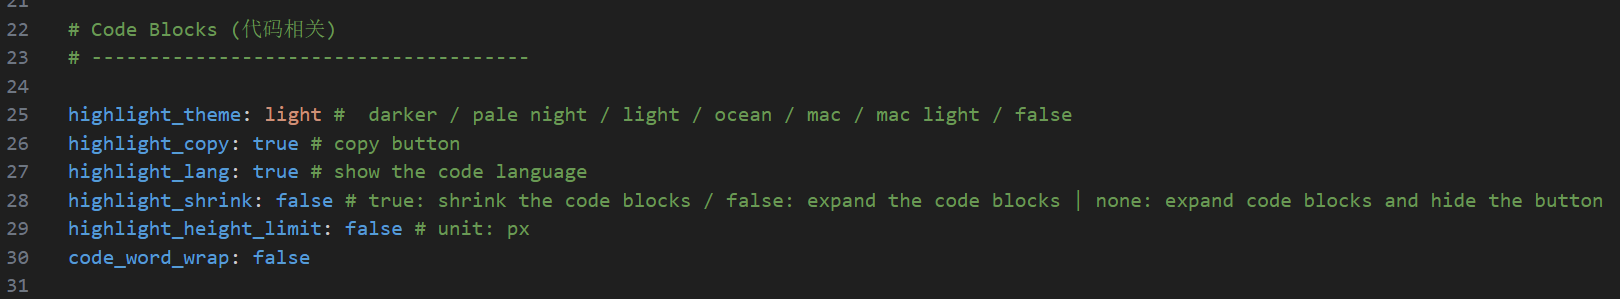 21
22 # Code Blocks (代码相关)
23 # --------------------------------------
24
25 highlight_theme: light #  darker / pale night / light / ocean / mac / mac light / false
26 highlight_copy: true # copy button
27 highlight_lang: true # show the code language
28 highlight_shrink: false # true: shrink the code blocks / false: expand the code blocks | none: expand code blocks and hide the button
29 highlight_height_limit: false # unit: px
30 code_word_wrap: false
31